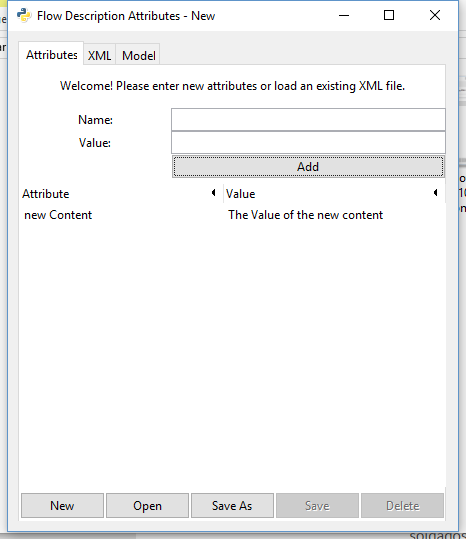 Flow Description Attributes - New
Attributes XML Model
Welcome! Please enter new attributes or load an existing XML file.
Name:
Value:
Add
Attribute Value
new Content The Value of the new content
New Open Save As Save Delete
soldados